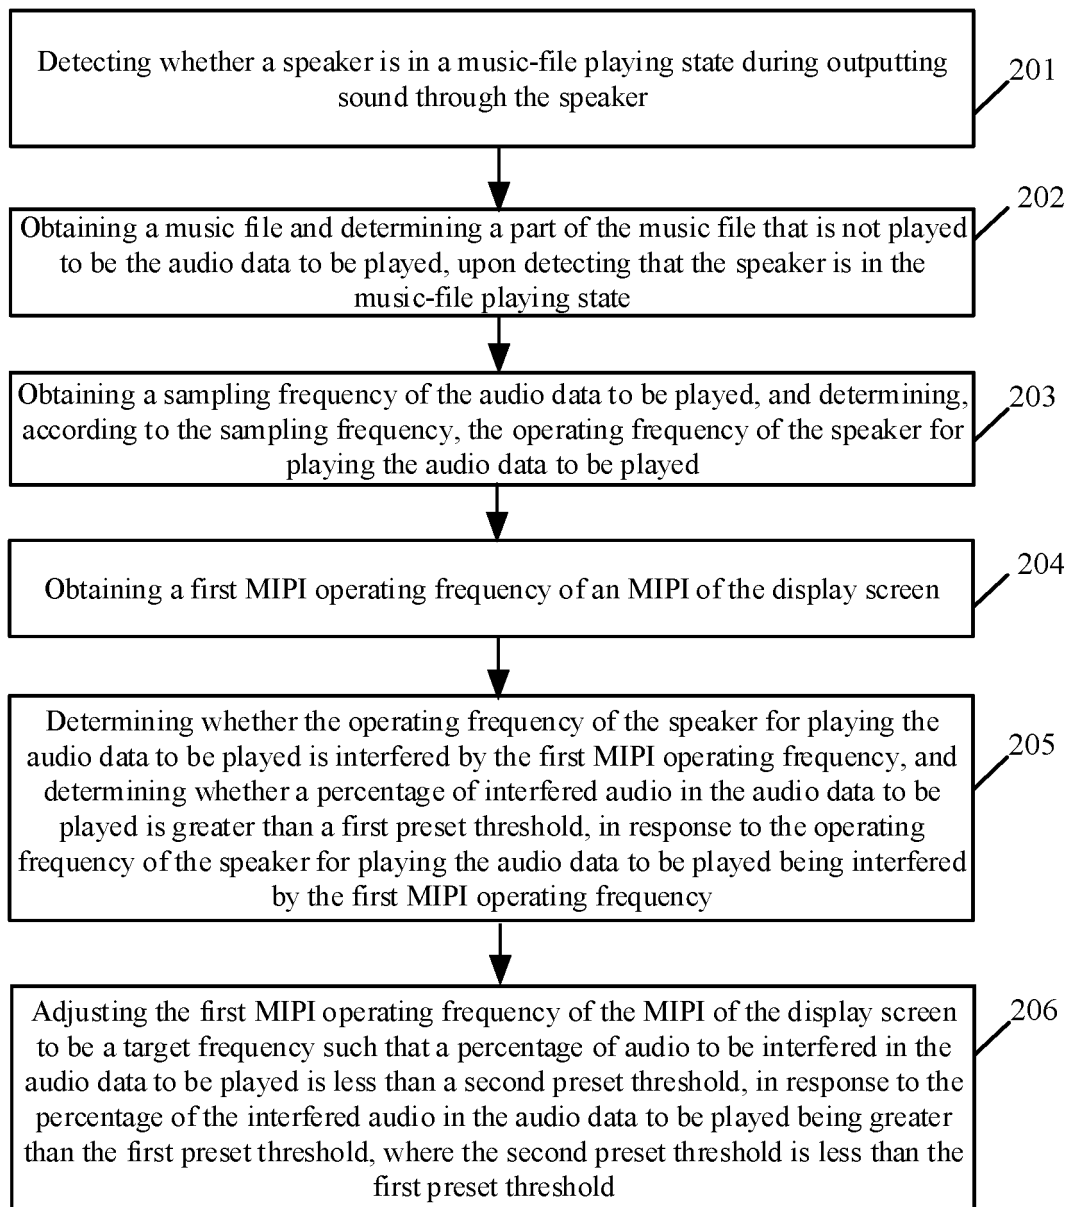 Detecting whether a speaker is in a music-file playing state during outputting
sound through the speaker
201
Obtaining a music file and determining a part of the music file that is not played
to be the audio data to be played, upon detecting that the speaker is in the
music-file playing state
202
Obtaining a sampling frequency of the audio data to be played, and determining,
according to the sampling frequency, the operating frequency of the speaker for
playing the audio data to be played
203
Obtaining a first MIPI operating frequency of an MIPI of the display screen
204
Determining whether the operating frequency of the speaker for playing the
audio data to be played is interfered by the first MIPI operating frequency, and
determining whether a percentage of interfered audio in the audio data to be
played is greater than a first preset threshold, in response to the operating
frequency of the speaker for playing the audio data to be played being interfered
by the first MIPI operating frequency
205
Adjusting the first MIPI operating frequency of the MIPI of the display screen
to be a target frequency such that a percentage of audio to be interfered in the
audio data to be played is less than a second preset threshold, in response to the
percentage of the interfered audio in the audio data to be played being greater
than the first preset threshold, where the second preset threshold is less than the
first preset threshold
206